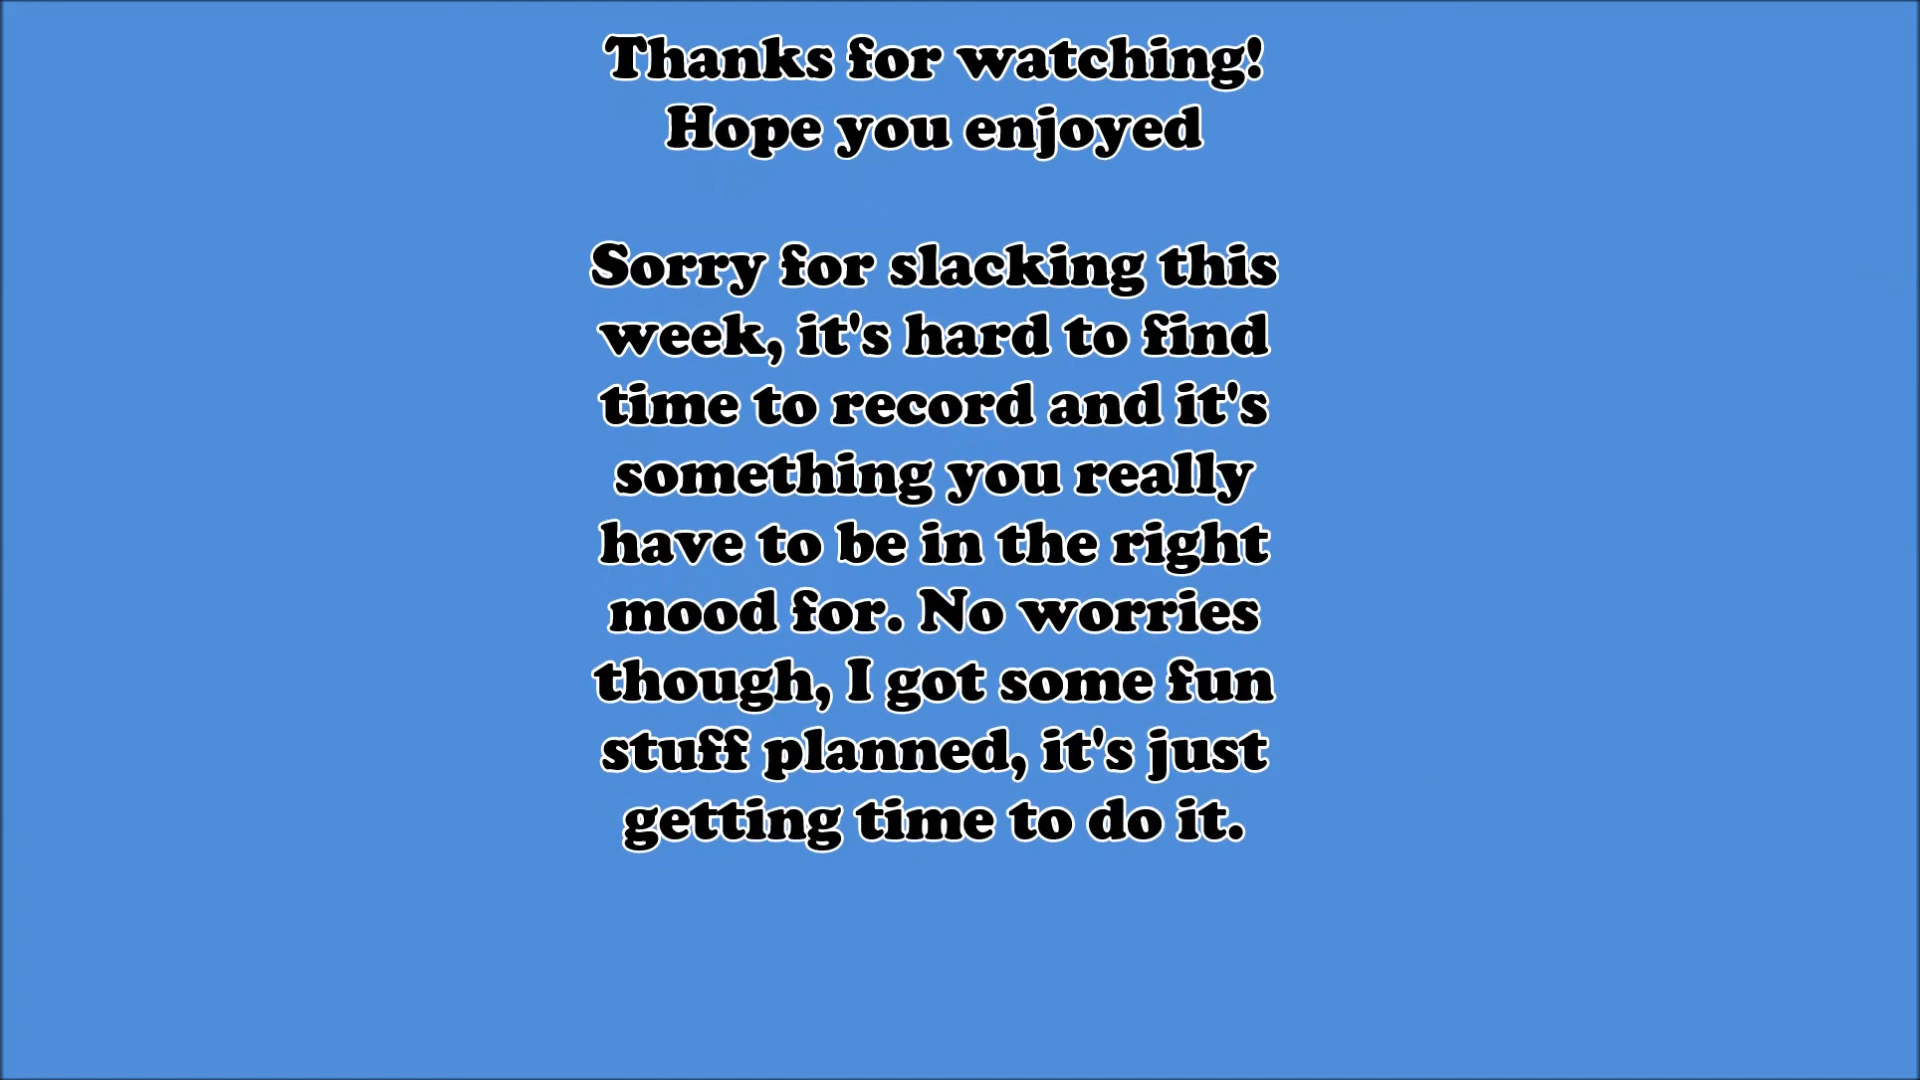 Thanks for watching!
Hope you enjoyed
Sorry for slacking this
week, it's hard to find
time to record and it's
something you really
have to be in the right
mood for. No worries
though, I got some fun
stuff planned, it's just
getting time to do it.